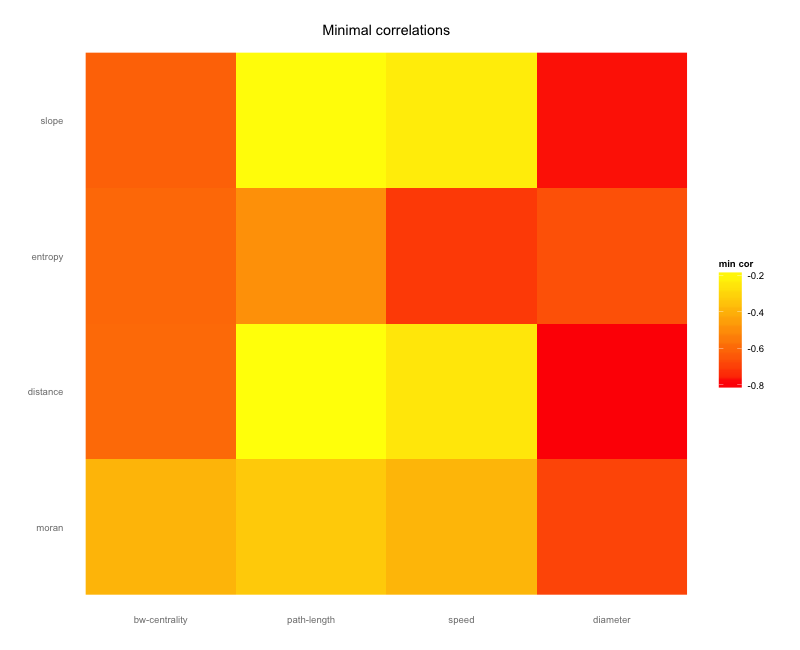 Minimal correlations
slope
entropy
distance
moran
bw-centrality
path-length
speed
diameter
min cor
-0.2
-0.4
-0.6
-0.8